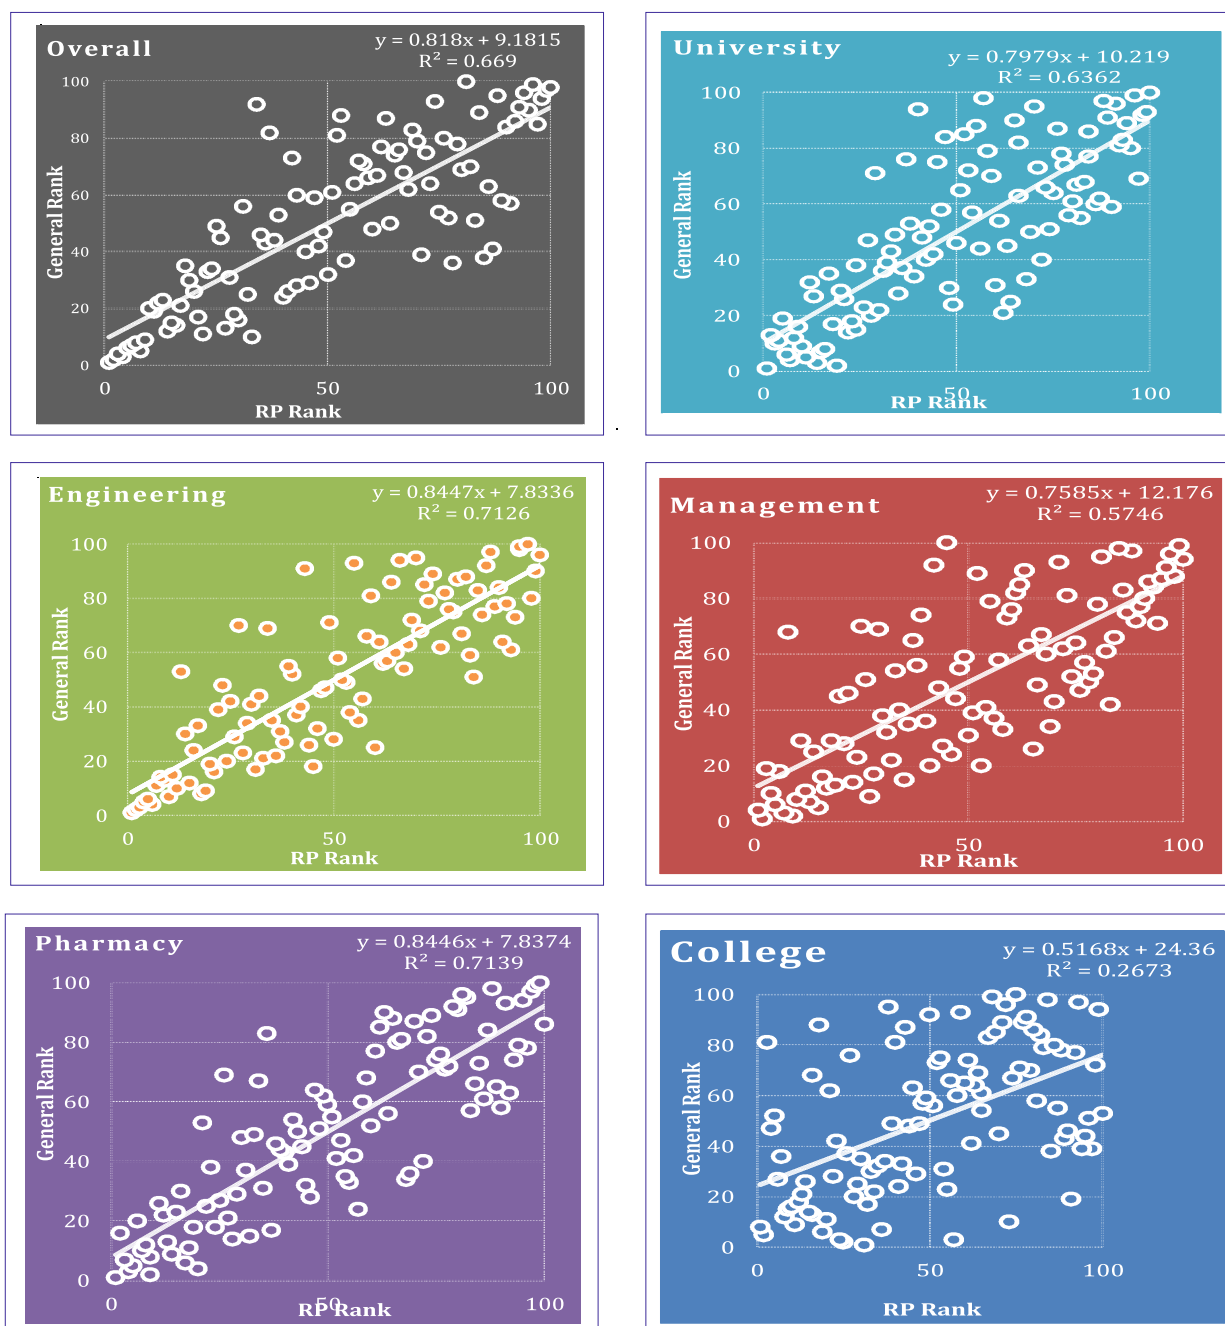 Overall
y = 0.818x + 9.1815
R² = 0.669
100
80
60
40
20
0
0
50
100
General Rank
RP Rank
University
y = 0.7979x + 10.219
R² = 0.6362
100
80
60
40
20
0
0
50
100
General Rank
RP Rank
Engineering
y = 0.8447x + 7.8336
R² = 0.7126
100
80
60
40
20
0
0
50
100
General Rank
RP Rank
Management
y = 0.7585x + 12.176
R² = 0.5746
100
80
60
40
20
0
0
50
100
General Rank
RP Rank
Pharmacy
y = 0.8446x + 7.8374
R² = 0.7139
100
80
60
40
20
0
0
50
100
General Rank
RP Rank
College
y = 0.5168x + 24.36
R² = 0.2673
100
80
60
40
20
0
0
50
100
General Rank
RP Rank